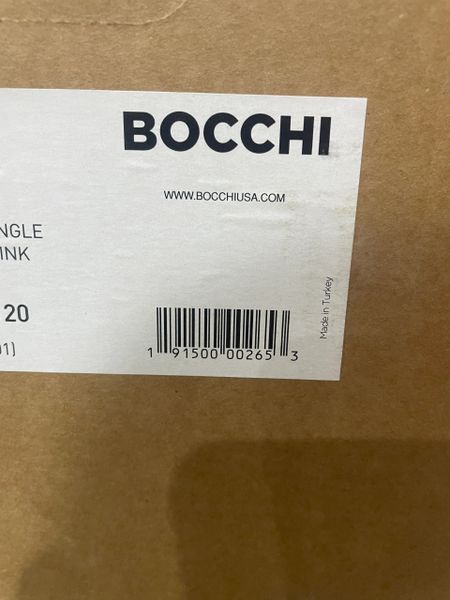 BOCCHI
WWW.BOCCHIUSA.COM
NGLE
INK
20
01)
Made in Turkey
1 91500 00265 3